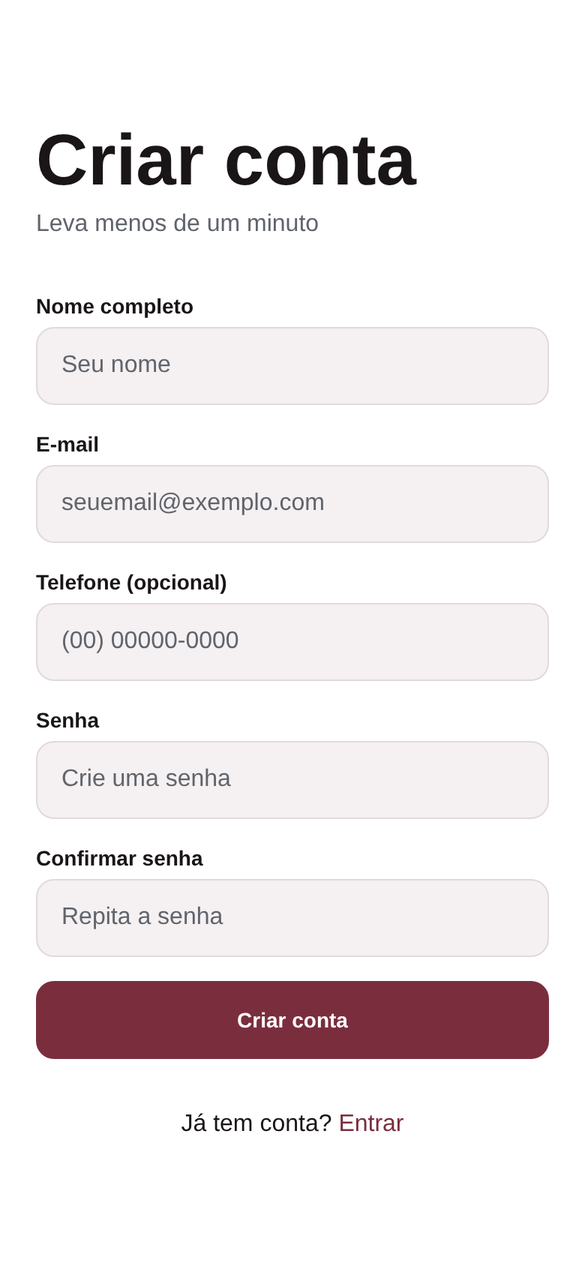 Criar conta
Leva menos de um minuto
Nome completo
Seu nome
E-mail
seuemail@exemplo.com
Telefone (opcional)
(00) 00000-0000
Senha
Crie uma senha
Confirmar senha
Repita a senha
Criar conta
Já tem conta? Entrar